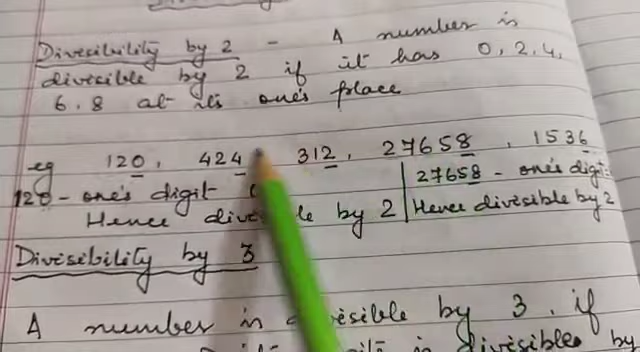 Divisibility by 2 - A number is
divisible by 2 if it has 0, 2, 4,
6, 8 at its one's place
eg 120, 424 312, 27658, 1536
120 - one's digit
Hence divisible by 2
27658 - one's digit
Hence divisible by 2
Divisibility by 3
A number is divisible by 3, if
divisible by